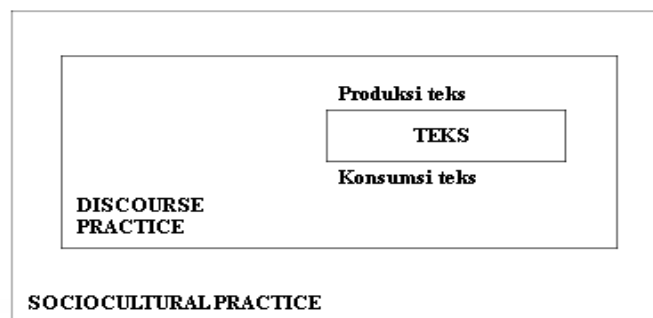 Produksi teks
TEKS
Konsumsi teks
DISCOURSE
PRACTICE
SOCIOCULTURAL PRACTICE